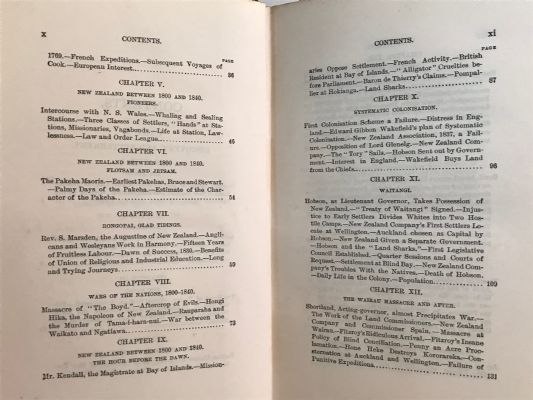 x
CONTENTS.
PAGE
1769.—French Expeditions.—Subsequent Voyages of
Cook.—European Interest. 36
CHAPTER V.
NEW ZEALAND BETWEEN 1800 AND 1840.
PIONEERS.
Intercourse with N. S. Wales.—Whaling and Sealing
Stations.—Three Classes of Settlers, "Hands" at Sta-
tions, Missionaries, Vagabonds.—Life at Station, Law-
lessness.—Law and Order League 45
CHAPTER VI.
NEW ZEALAND BETWEEN 1800 AND 1840.
FLOTSAM AND JETSAM.
The Pakeha Maoris.—Earliest Pakehas, Bruce and Stewart.
—Palmy Days of the Pakeha.—Estimate of the Char-
acter of the Pakeha 54
CHAPTER VII.
RONGOPAI, GLAD TIDINGS.
Rev. S. Marsden, the Augustine of New Zealand.—Angli-
cans and Wesleyans Work in Harmony.—Fifteen Years
of Fruitless Labour.—Dawn of Success, 1830.—Benefits
of Union of Religious and Industrial Education.—Long
and Trying Journeys 59
CHAPTER VIII.
WARS OF THE NATIONS, 1800-1840.
Massacre of "The Boyd."—Aftercrop of Evils.—Hongi
Hika, the Napoleon of New Zealand.—Rauparaha and
the Murder of Tama-i-hara-nui.—War between the
Waikato and Ngatiawa 73
CHAPTER IX.
NEW ZEALAND BETWEEN 1800 AND 1840.
THE HOUR BEFORE THE DAWN.
Mr. Kendall, the Magistrate at Bay of Islands.—Mission-
CONTENTS.
xi
PAGE
aries Oppose Settlement.—French Activity.—British
Resident at Bay of Islands.—"Alligator" Cruelties be-
fore Parliament.—Baron de Thierry's Claims.—Pompal-
lier at Hokianga.—Land Sharks. 87
CHAPTER X.
SYSTEMATIC COLONISATION.
First Colonisation Scheme a Failure.—Distress in Eng-
land.—Edward Gibbon Wakefield's plan of Systematic
Colonisation.—New Zealand Association, 1837, a Fail-
ure.—Opposition of Lord Glenelg.—New Zealand Com-
pany.—The "Tory" Sails.—Hobson Sent out by Govern-
ment.—Interest in England.—Wakefield Buys Land
from the Chiefs. 96
CHAPTER XI.
WAITANGI.
Hobson, as Lieutenant Governor, Takes Possession of
New Zealand.—"Treaty of Waitangi" Signed.—Injus-
tice to Early Settlers Divides Whites into Two Hos-
tile Camps.—New Zealand Company's First Settlers Lo-
cate at Wellington.—Auckland chosen as Capital by
Hobson.—New Zealand Given a Separate Government.
—Hobson and the "Land Sharks."—First Legislative
Council Established.—Quarter Sessions and Courts of
Request.—Settlement at Blind Bay.—New Zealand Com-
pany's Troubles With the Natives.—Death of Hobson.
—Daily Life in the Colony.—Population. 109
CHAPTER XII.
THE WAIRAU MASSACRE AND AFTER.
Shortland, Acting-governor, almost Precipitates War.—
The Work of the Land Commissioners.—New Zealand
Company and Commissioner Spain.—Massacre at
Wairau.—Fitzroy's Ridiculous Arrival.—Fitzroy's Insane
Policy of Blind Conciliation.—Penny an Acre Proc-
lamation.—Hone Heke Destroys Kororareka.—Con-
sternation at Auckland and Wellington.—Failure of
Punitive Expeditions. 131